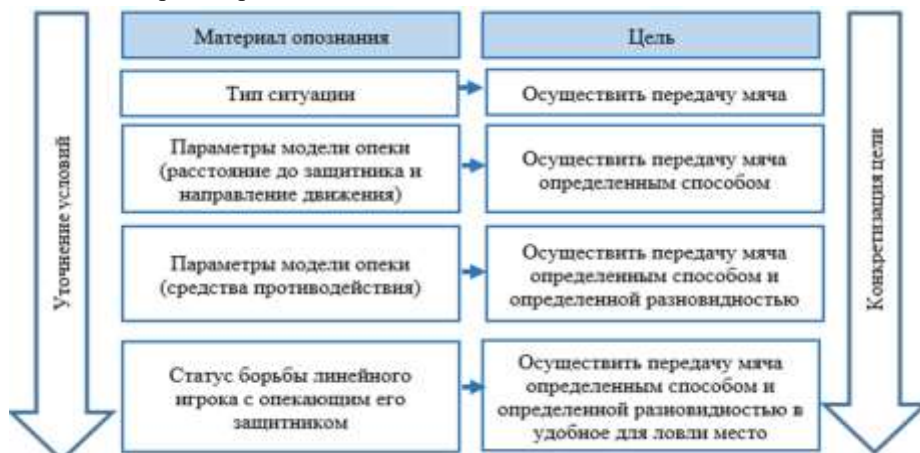 Уточнение условий
Материал опознания
Цель
Тип ситуации
Осуществить передачу мяча
Параметры модели опеки
(расстояние до защитника и
направление движения)
Осуществить передачу мяча
определенным способом
Параметры модели опеки
(средства противодействия)
Осуществить передачу мяча
определенным способом и
определенной разновидностью
Статус борьбы линейного
игрока с опекающим его
защитником
Осуществить передачу мяча
определенным способом и
определенной разновидностью в
удобное для ловли место
Конкретизация цели